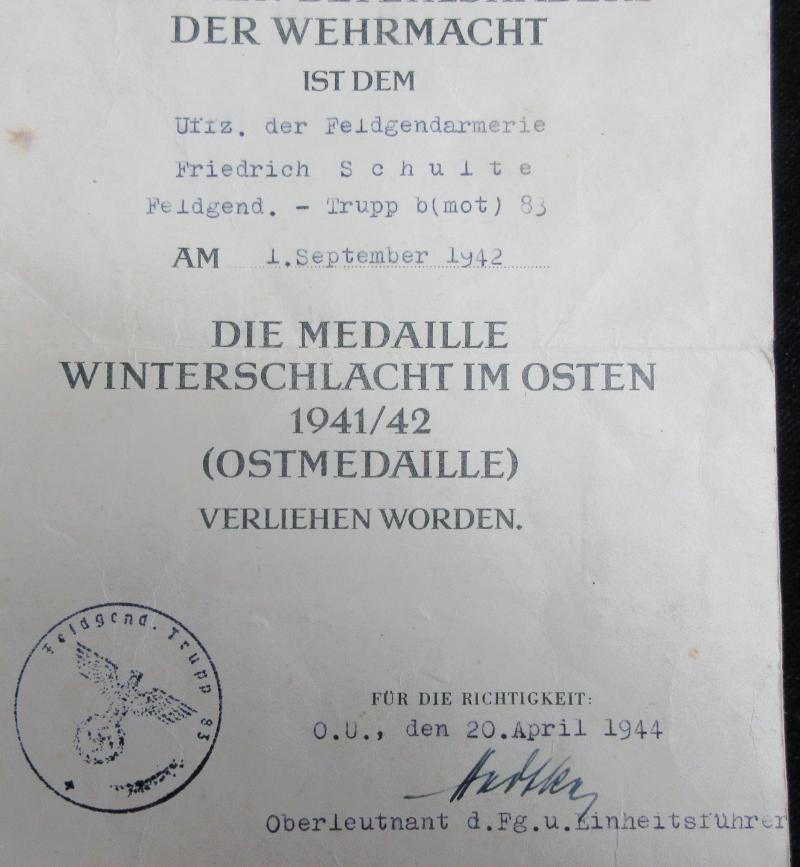 DER WEHRMACHT
IST DEM
Uffz. der Feldgendarmerie
Friedrich S c h u l t e
Feldgend. - Trupp b(mot) 83
AM 1.September 1942
DIE MEDAILLE
WINTERSCHLACHT IM OSTEN
1941/42
(OSTMEDAILLE)
VERLIEHEN WORDEN.
Feldgend. Trupp 83
FÜR DIE RICHTIGKEIT:
O.U., den 20.April 1944
Oberleutnant d.Fg.u.Einheitsführer